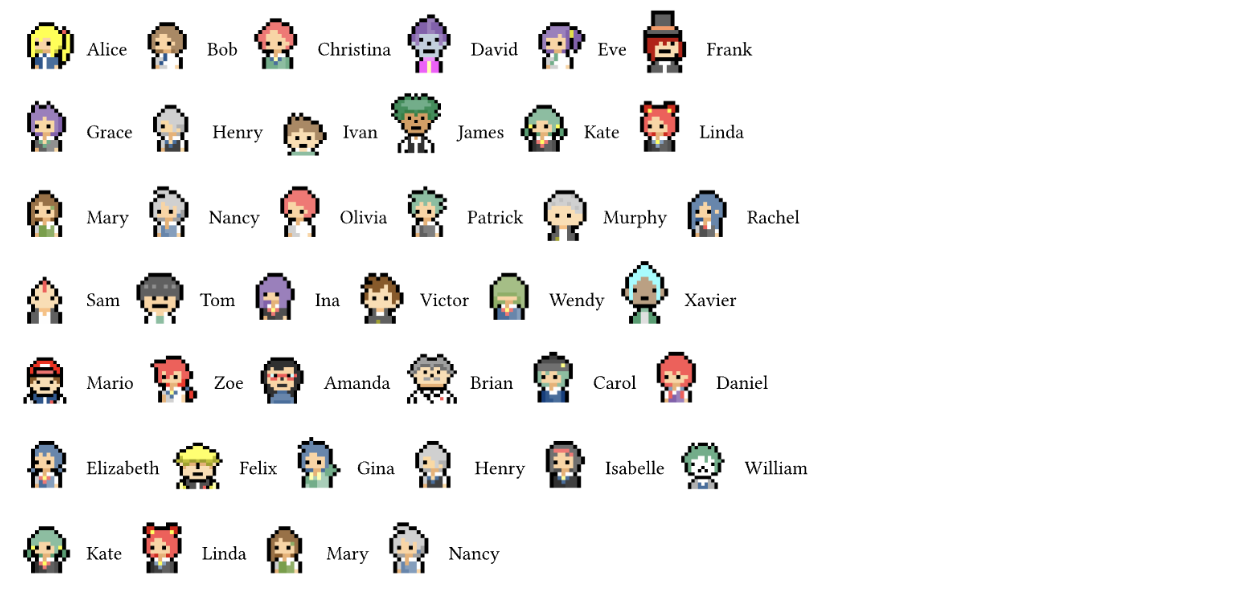 Alice Bob Christina David Eve Frank
Grace Henry Ivan James Kate Linda
Mary Nancy Olivia Patrick Murphy Rachel
Sam Tom Ina Victor Wendy Xavier
Mario Zoe Amanda Brian Carol Daniel
Elizabeth Felix Gina Henry Isabelle William
Kate Linda Mary Nancy